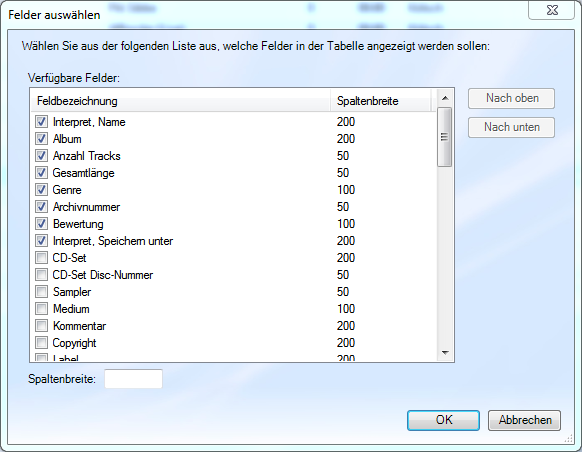 Felder auswählen
Wählen Sie aus der folgenden Liste aus, welche Felder in der Tabelle angezeigt werden sollen:
Verfügbare Felder:
Feldbezeichnung Spaltenbreite
Nach oben
Nach unten
Interpret, Name 200
Album 200
Anzahl Tracks 50
Gesamtlänge 50
Genre 100
Archivnummer 50
Bewertung 100
Interpret, Speichern unter 200
CD-Set 200
CD-Set Disc-Nummer 50
Sampler 50
Medium 100
Kommentar 200
Copyright 200
Label 200
Spaltenbreite:
OK Abbrechen